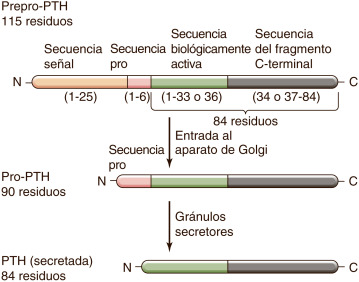 Prepro-PTH
115 residuos
Secuencia señal
Secuencia pro
Secuencia biológicamente activa
Secuencia del fragmento C-terminal
N
C
(1-25)
(1-6)
(1-33 o 36)
(34 o 37-84)
84 residuos
Entrada al
aparato de Golgi
Secuencia
pro
Pro-PTH
90 residuos
N
C
Gránulos
secretores
PTH (secretada)
84 residuos
N
C